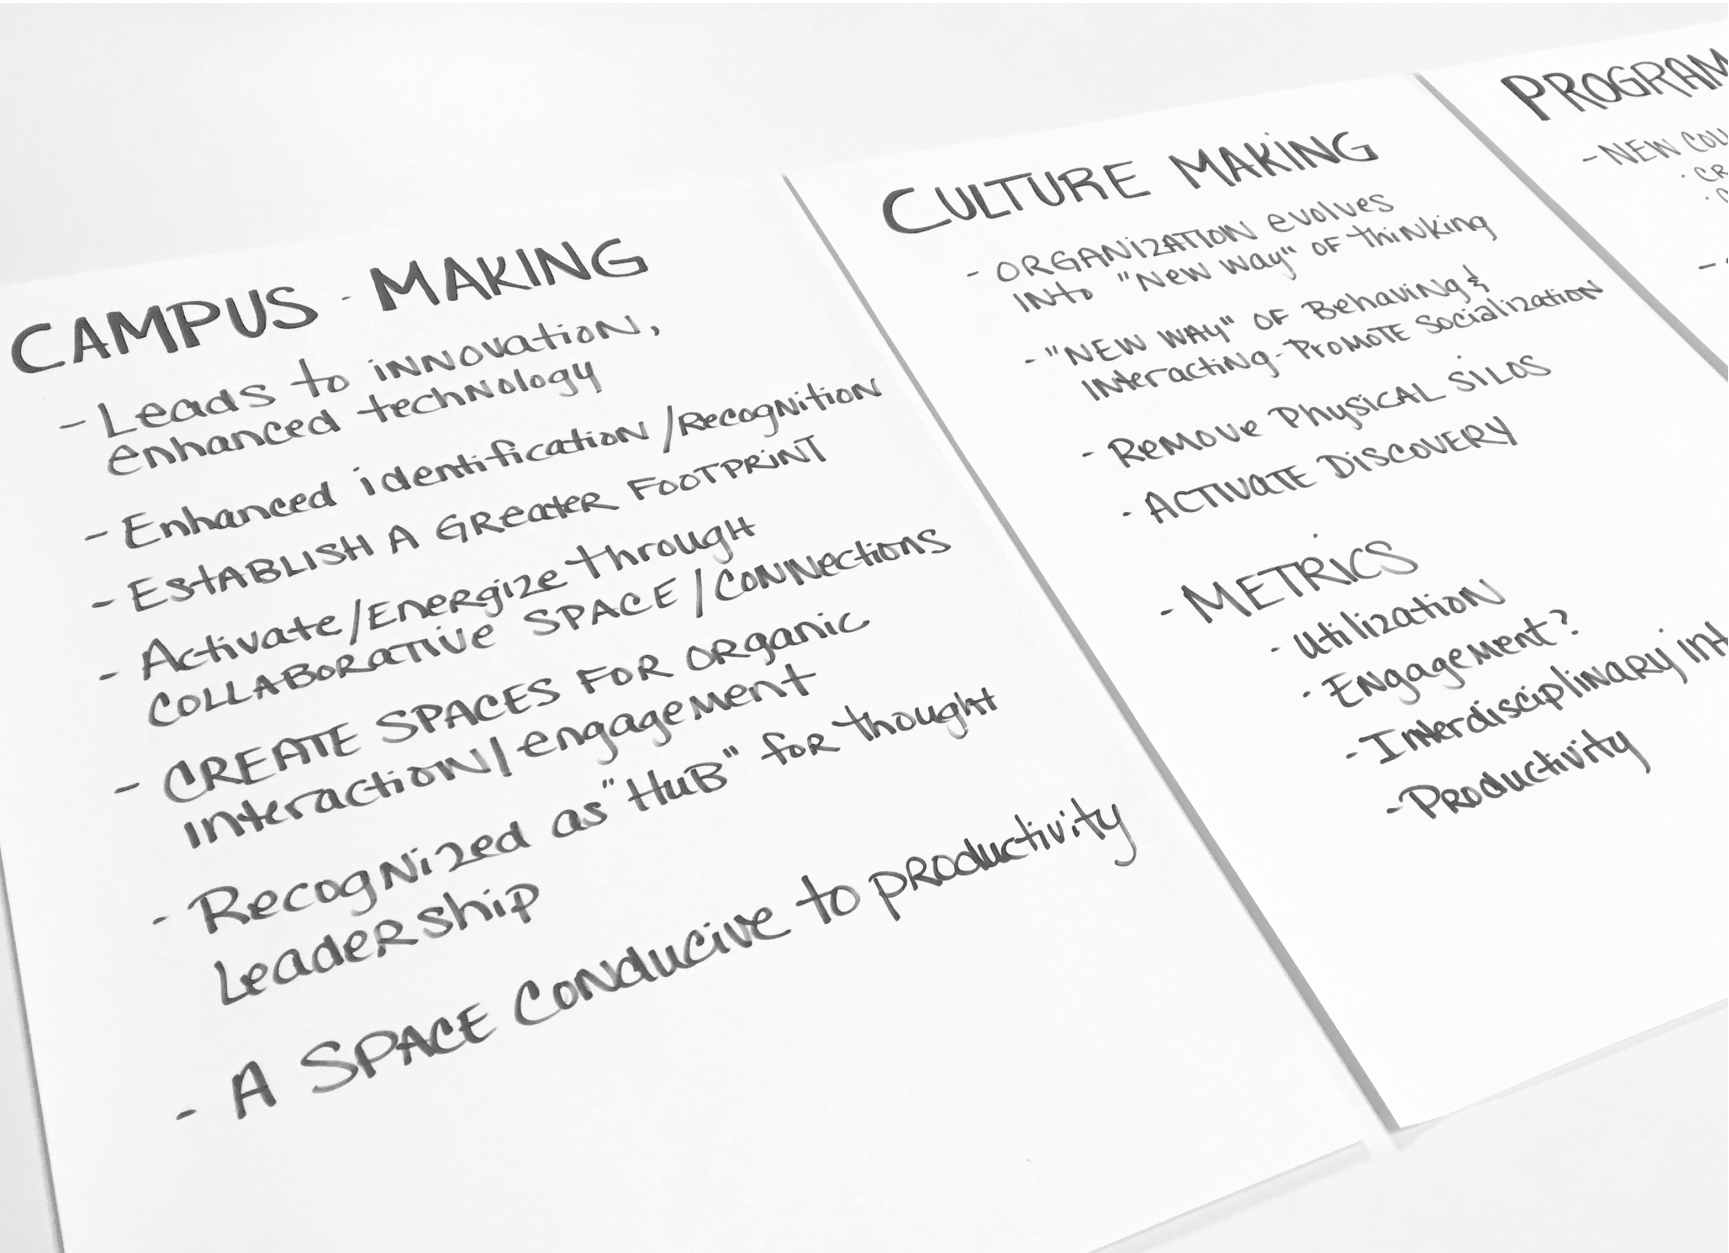 CAMPUS - MAKING
- Leads to innovation,
enhanced technology
- Enhanced identification/Recognition
- Establish a Greater Footprint
- Activate/Energize through
Collaborative Space/Connections
- Create Spaces for Organic
Interaction/engagement
- Recognized as "Hub" for thought
Leadership
- A Space Conducive to productivity
CULTURE MAKING
- Organization evolves
into "New Way" of thinking
- "New Way" of Behaving &
Interacting - Promote Socialization
- Remove Physical Silos
- Activate Discovery
- METRICS
- Utilization
- Engagement?
- Interdisciplinary
- Productivity
PROGRAM
- NEW